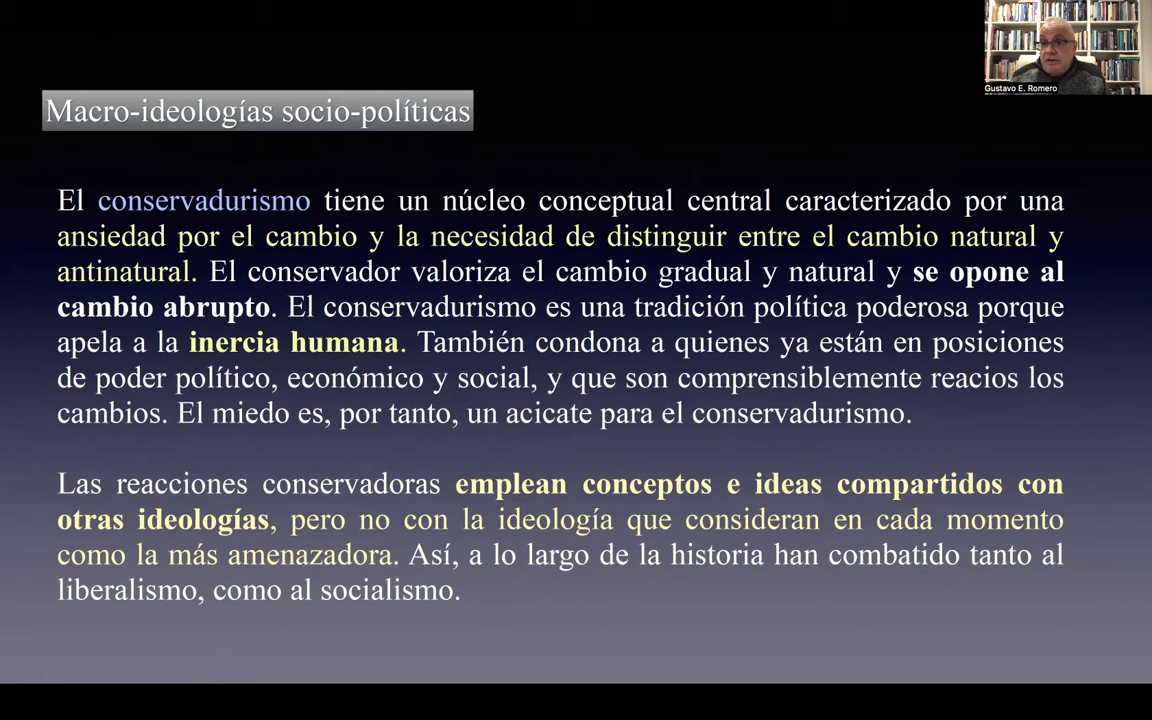 Gustavo E. Romero
Macro-ideologías socio-políticas
El conservadurismo tiene un núcleo conceptual central caracterizado por una
ansiedad por el cambio y la necesidad de distinguir entre el cambio natural y
antinatural. El conservador valoriza el cambio gradual y natural y se opone al
cambio abrupto. El conservadurismo es una tradición política poderosa porque
apela a la inercia humana. También condona a quienes ya están en posiciones
de poder político, económico y social, y que son comprensiblemente reacios los
cambios. El miedo es, por tanto, un acicate para el conservadurismo.
Las reacciones conservadoras emplean conceptos e ideas compartidos con
otras ideologías, pero no con la ideología que consideran en cada momento
como la más amenazadora. Así, a lo largo de la historia han combatido tanto al
liberalismo, como al socialismo.